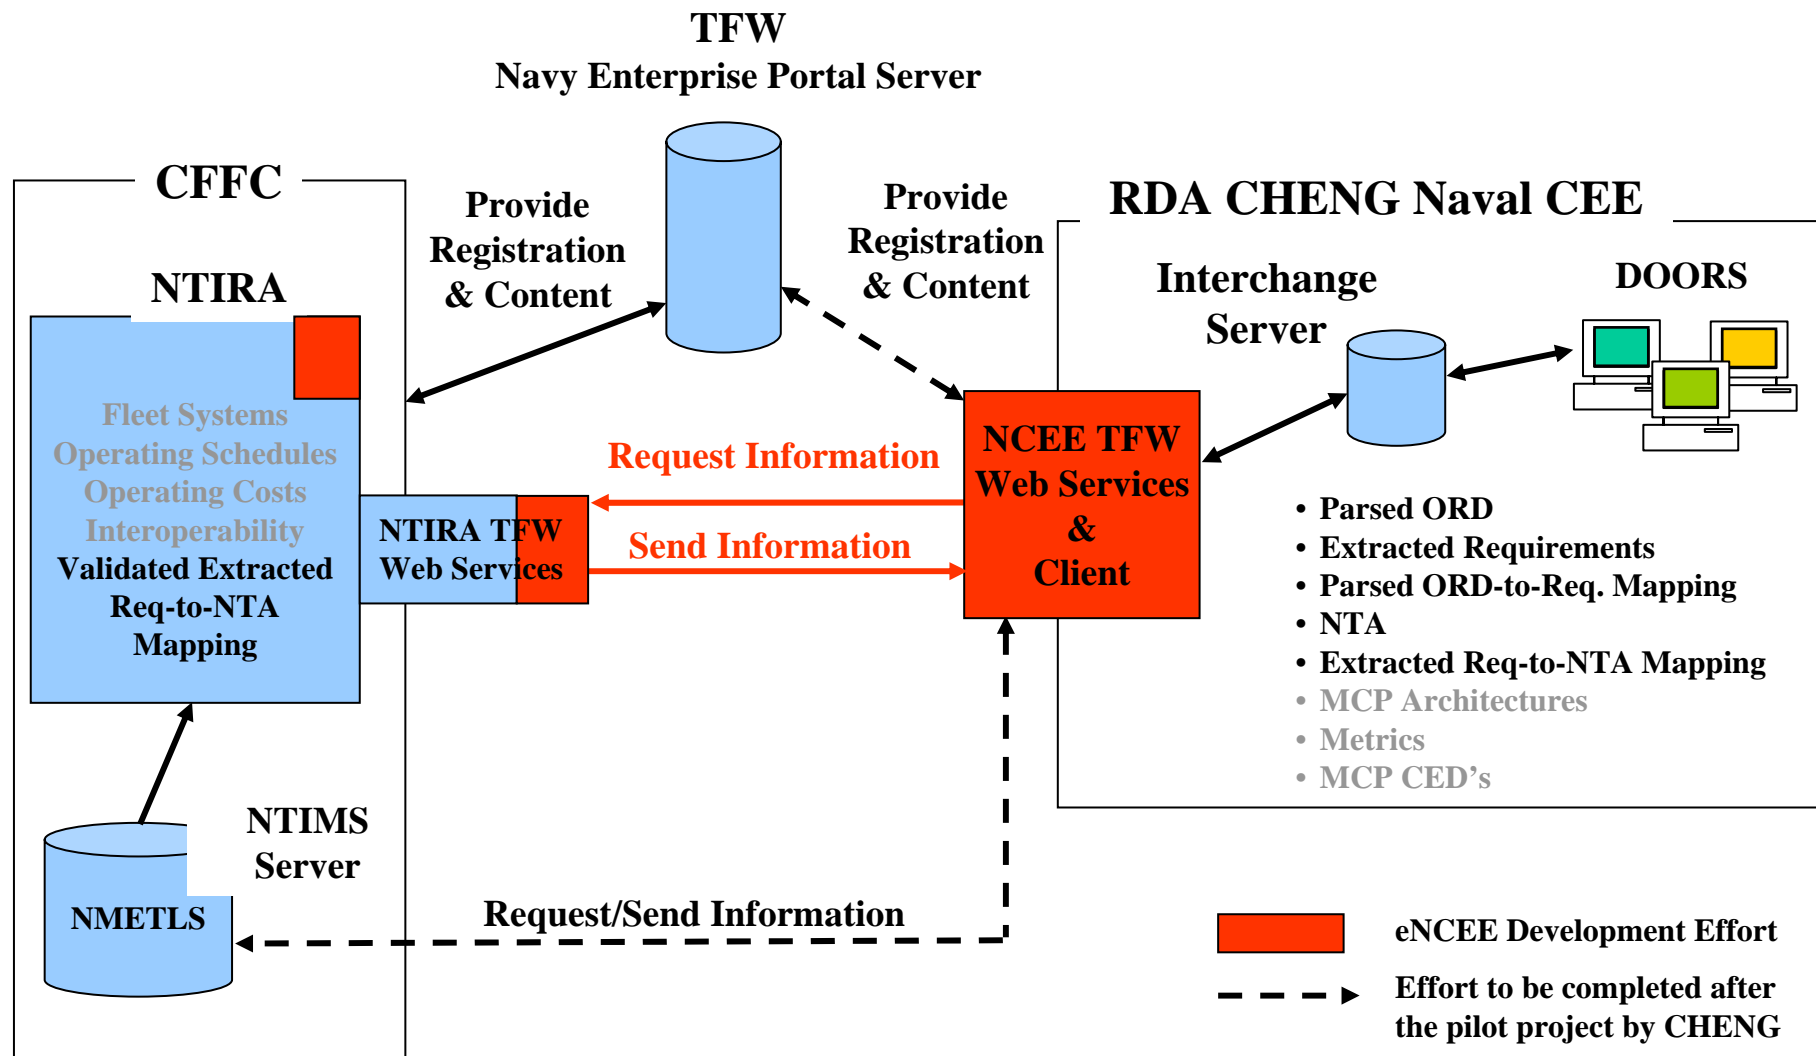 TFW
Navy Enterprise Portal Server
CFFC
Provide
Registration
& Content
Provide
Registration
& Content
RDA CHENG Naval CEE
NTIRA
Interchange
Server
DOORS
Fleet Systems
Operating Schedules
Operating Costs
Interoperability
Validated Extracted
Req-to-NTA
Mapping
NTIRA TFW
Web Services
Request Information
Send Information
NCEE TFW
Web Services
&
Client
• Parsed ORD
• Extracted Requirements
• Parsed ORD-to-Req. Mapping
• NTA
• Extracted Req-to-NTA Mapping
• MCP Architectures
• Metrics
• MCP CED’s
NTIMS
Server
NMETLS
Request/Send Information
eNCEE Development Effort
Effort to be completed after
the pilot project by CHENG